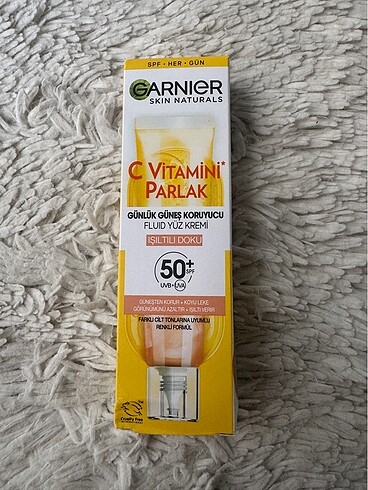 SPF • HER • GÜN
GARNIER
SKIN NATURALS
C VİTAMİNİ*
PARLAK
GÜNLÜK GÜNEŞ KORUYUCU
FLUID YÜZ KREMİ
IŞILTILI DOKU
50+
SPF
UVB+UVA
GÜNEŞTEN KORUR + KOYU LEKE
GÖRÜNÜMÜNÜ AZALTIR + IŞILTI VERİR
FARKLI CİLT TONLARINA UYUMLU
RENKLİ FORMÜL
Cruelty Free